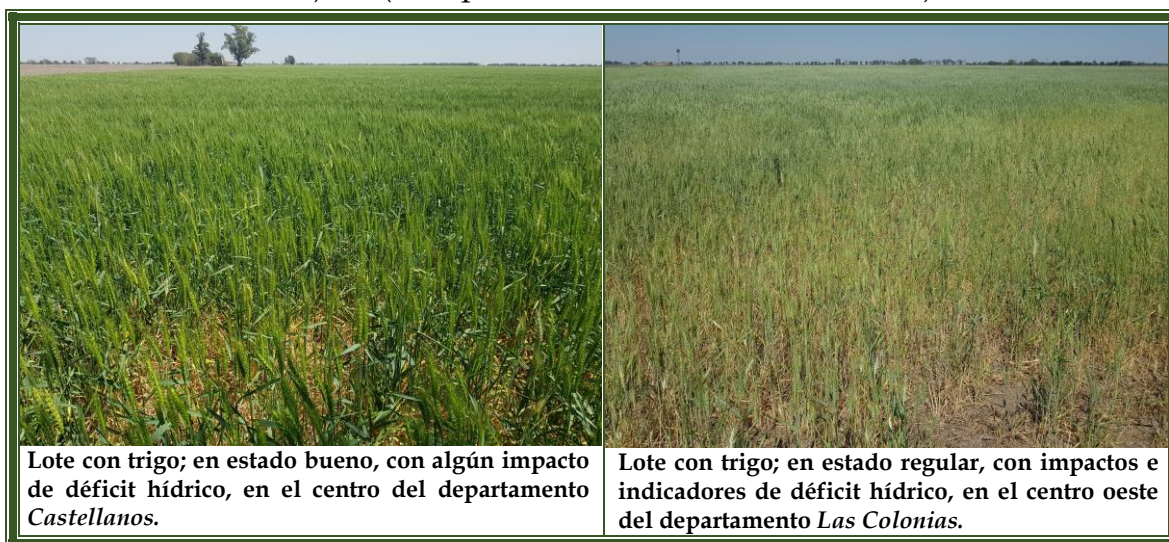 Lote con trigo; en estado bueno, con algún impacto
de déficit hídrico, en el centro del departamento
Castellanos.
Lote con trigo; en estado regular, con impactos e
indicadores de déficit hídrico, en el centro oeste
del departamento Las Colonias.